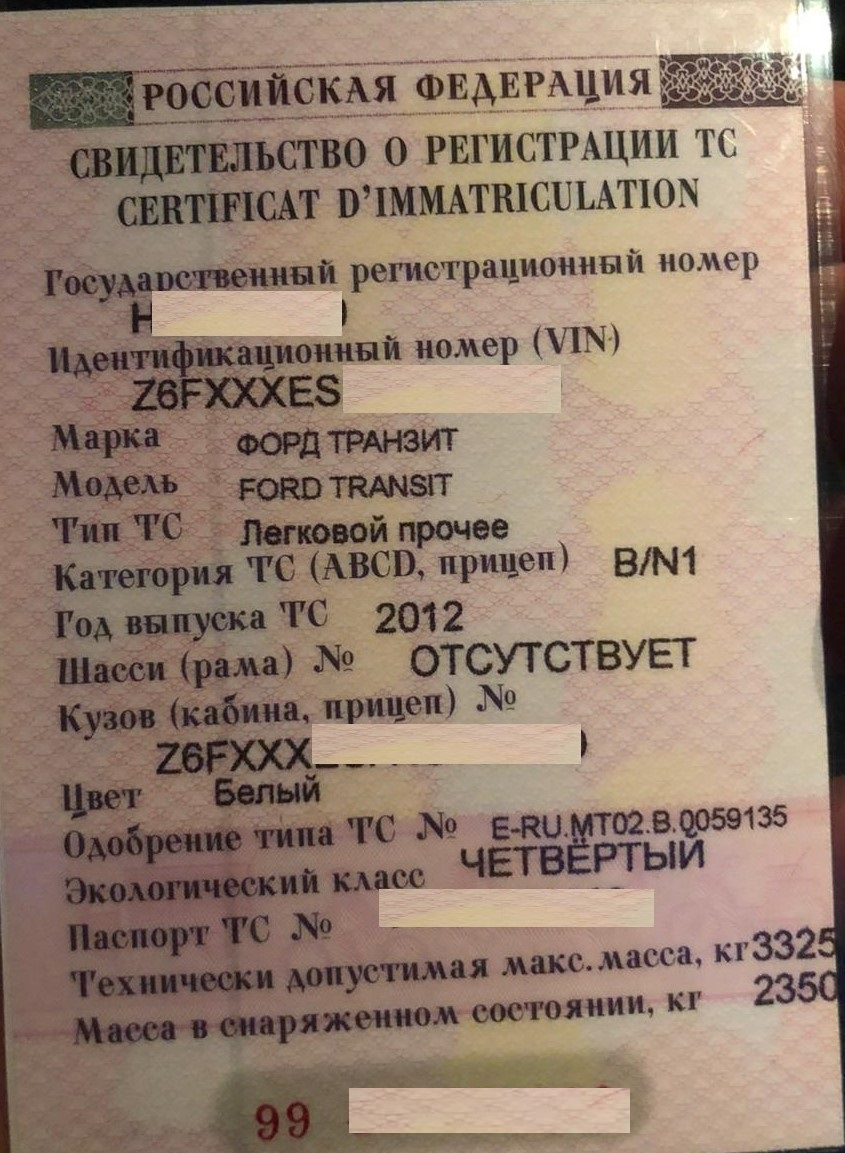 РОССИЙСКАЯ ФЕДЕРАЦИЯ
СВИДЕТЕЛЬСТВО О РЕГИСТРАЦИИ ТС
CERTIFICAT D'IMMATRICULATION
Государственный регистрационный номер
Н
Идентификационный номер (VIN)
Z6FXXXES
Марка ФОРД ТРАНЗИТ
Модель FORD TRANSIT
Тип ТС Легковой прочее
Категория ТС (ABCD, прицеп) B/N1
Год выпуска ТС 2012
Шасси (рама) № ОТСУТСТВУЕТ
Кузов (кабина, прицеп) №
Z6FXXX
Цвет Белый
Одобрение типа ТС № E-RU.MT02.B.0059135
Экологический класс ЧЕТВЁРТЫЙ
Паспорт ТС №
Технически допустимая макс. масса, кг 3325
Масса в снаряженном состоянии, кг 2350
99